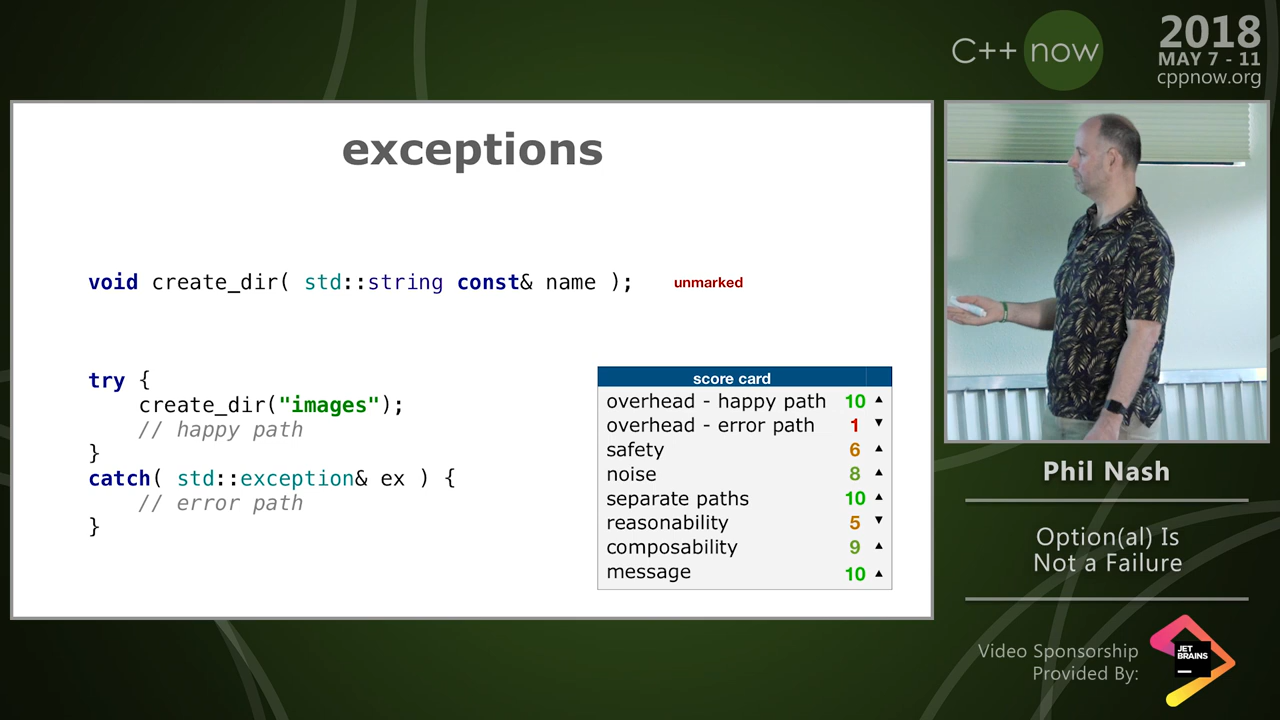 C++ now
2018
MAY 7 - 11
cppnow.org
exceptions
void create_dir( std::string const& name ); unmarked
try {
    create_dir("images");
    // happy path
}
catch( std::exception& ex ) {
    // error path
}
score card
overhead - happy path 10 ▲
overhead - error path 1 ▼
safety 6 ▲
noise 8 ▲
separate paths 10 ▲
reasonability 5 ▼
composability 9 ▲
message 10 ▲
Phil Nash
Option(al) Is
Not a Failure
Video Sponsorship
Provided By:
JET
BRAINS